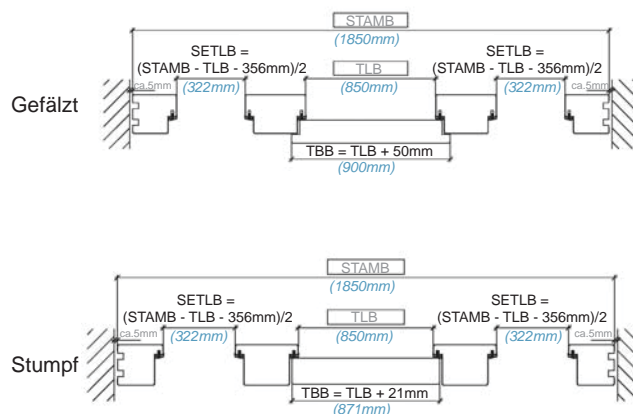 STAMB
(1850mm)
SETLB =
SETLB =
(STAMB - TLB - 356mm)/2
TLB
(STAMB - TLB - 356mm)/2
ca.5mm
(322mm)
(850mm)
(322mm)
ca.5mm
Gefälzt
TBB = TLB + 50mm
(900mm)
STAMB
(1850mm)
SETLB =
SETLB =
(STAMB - TLB - 356mm)/2
TLB
(STAMB - TLB - 356mm)/2
ca.5mm
(322mm)
(850mm)
(322mm)
ca.5mm
Stumpf
TBB = TLB + 21mm
(871mm)